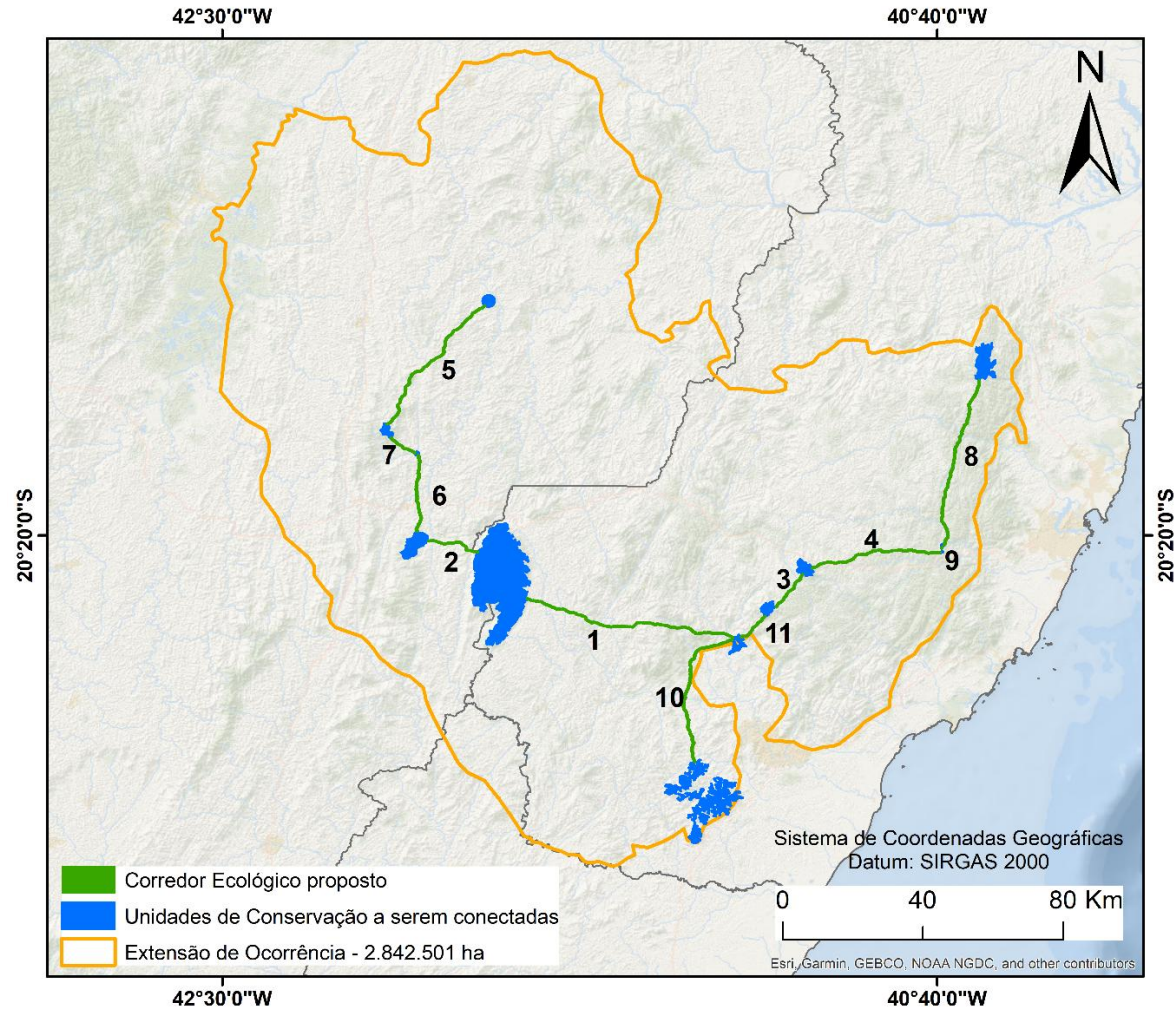 42°30'0"W
40°40'0"W
N
5
7
8
6
20°20'0"S
20°20'0"S
2
4
9
3
1
11
10
Sistema de Coordenadas Geográficas
Datum: SIRGAS 2000
0 40 80 Km
Corredor Ecológico proposto
Unidades de Conservação a serem conectadas
Extensão de Ocorrência - 2.842.501 ha
Esri, Garmin, GEBCO, NOAA NGDC, and other contributors
42°30'0"W
40°40'0"W